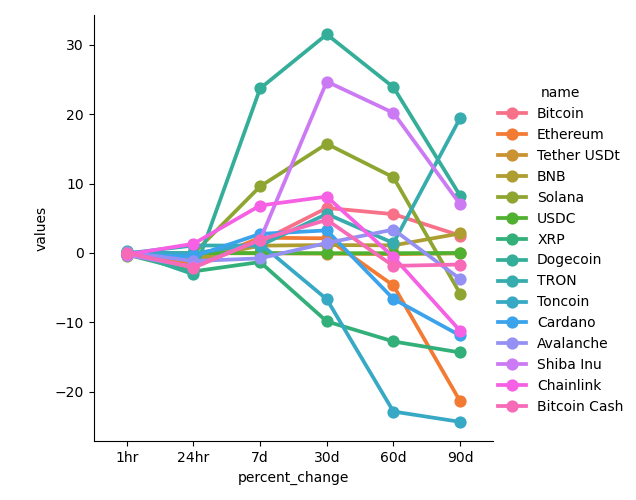 30
20
10
0
−10
−20
values
1hr 24hr 7d 30d 60d 90d
percent_change
name
Bitcoin
Ethereum
Tether USDt
BNB
Solana
USDC
XRP
Dogecoin
TRON
Toncoin
Cardano
Avalanche
Shiba Inu
Chainlink
Bitcoin Cash